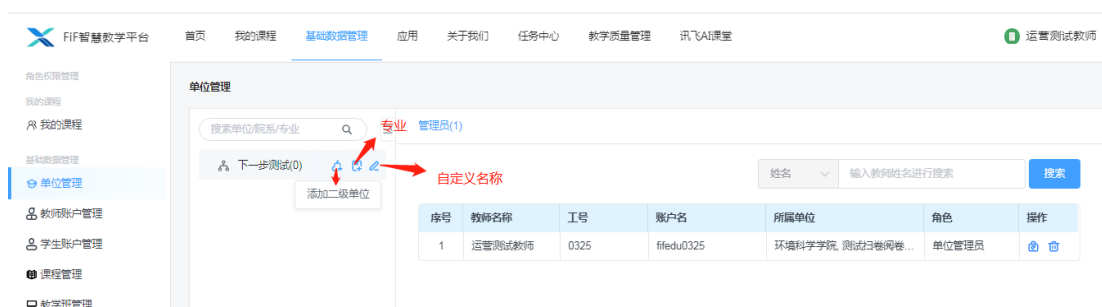 FiF智慧教学平台
首页 我的课程 基础数据管理 应用 关于我们 任务中心 教学质量管理 讯飞AI课堂
运营测试教师
角色权限管理
我的课程
我的课程
基础数据管理
单位管理
教师账户管理
学生账户管理
课程管理
教学班管理
单位管理
搜索单位/院系/专业
专业
下一步测试(0)
添加二级单位
自定义名称
管理员(1)
姓名 输入教师姓名进行搜索 搜索
序号 教师名称 工号 账户名 所属单位 角色 操作
1 运营测试教师 0325 fifedu0325 环境科学学院, 测试扫卷阅卷... 单位管理员